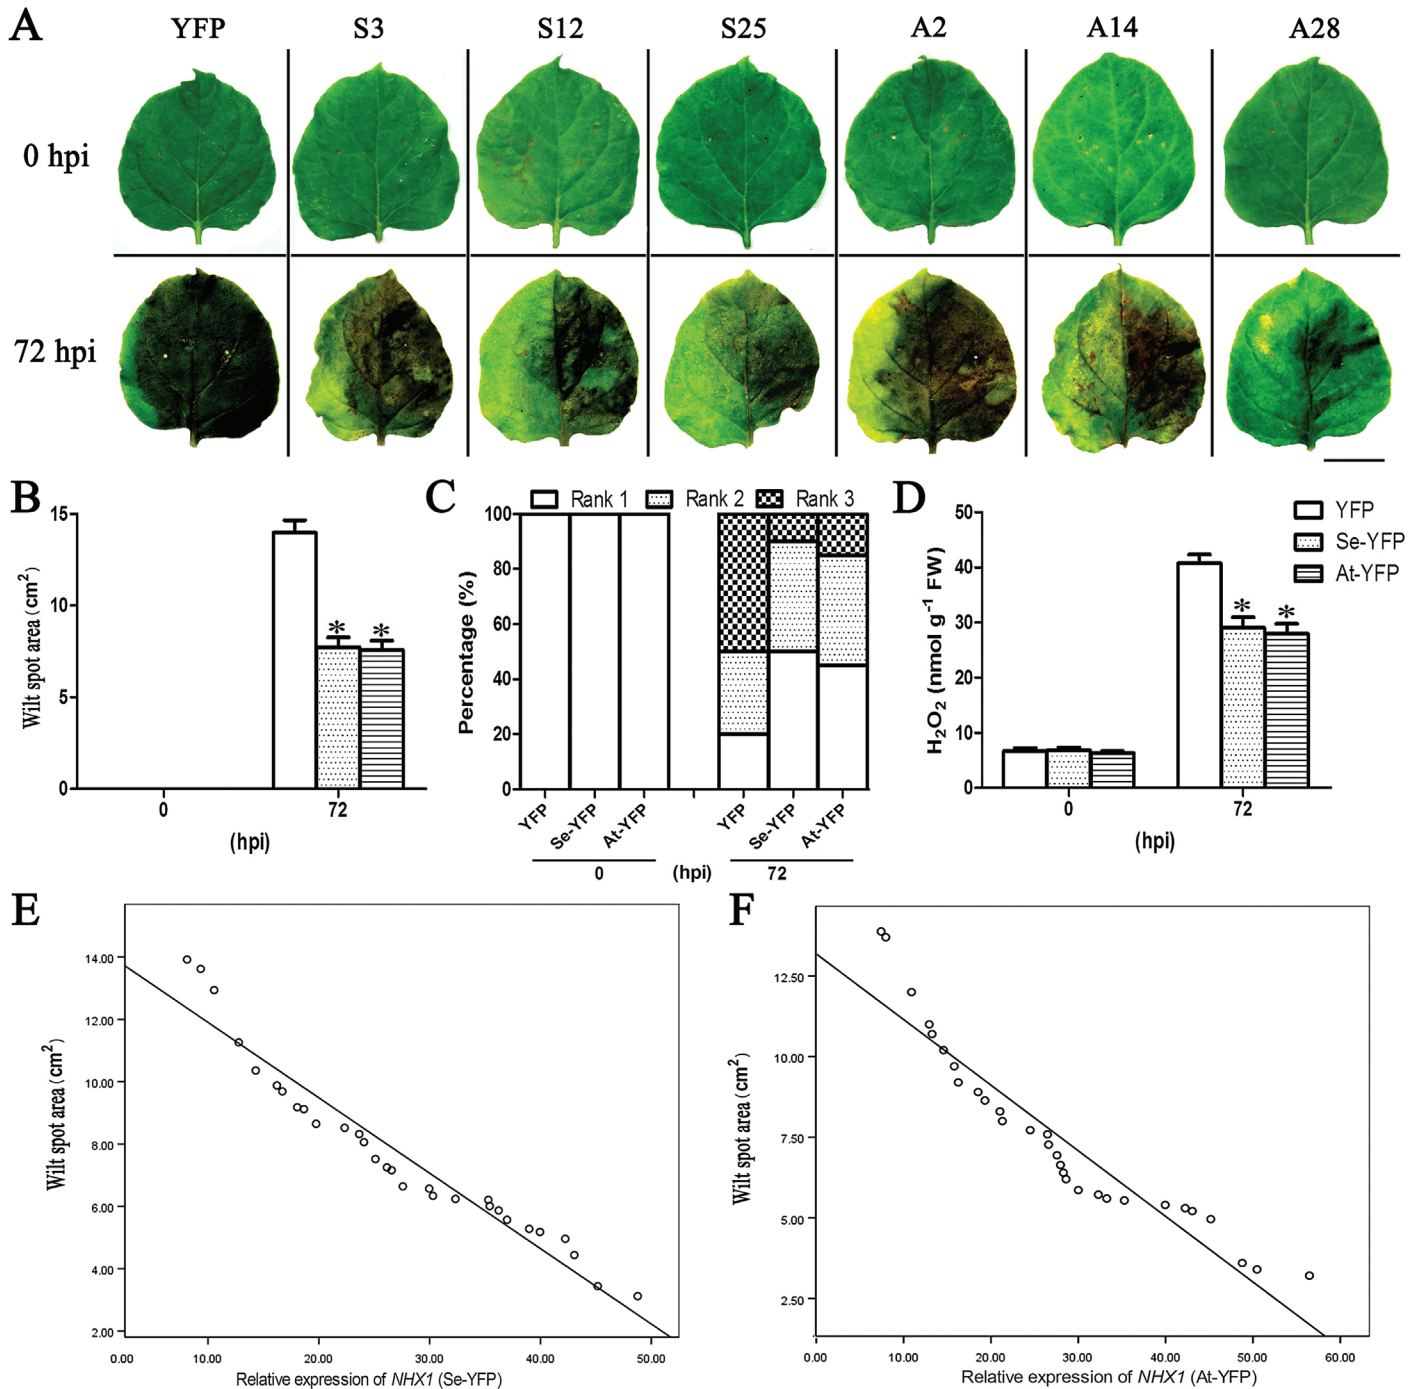 A
YFP S3 S12 S25 A2 A14 A28
0 hpi
72 hpi
B
15
10
5
0
Wilt spot area (cm²)
0 72
(hpi)
* *
C
Rank 1 Rank 2 Rank 3
100
80
60
40
20
0
Percentage (%)
YFP Se-YFP At-YFP YFP Se-YFP At-YFP
0 (hpi) 72
D
YFP
Se-YFP
At-YFP
50
40
30
20
10
0
H₂O₂ (nmol g⁻¹ FW)
* *
0 72
(hpi)
E
14.00
12.00
10.00
8.00
6.00
4.00
2.00
Wilt spot area (cm²)
0.00 10.00 20.00 30.00 40.00 50.00
Relative expression of NHX1 (Se-YFP)
F
12.50
10.00
7.50
5.00
2.50
Wilt spot area (cm²)
0.00 10.00 20.00 30.00 40.00 50.00 60.00
Relative expression of NHX1 (At-YFP)